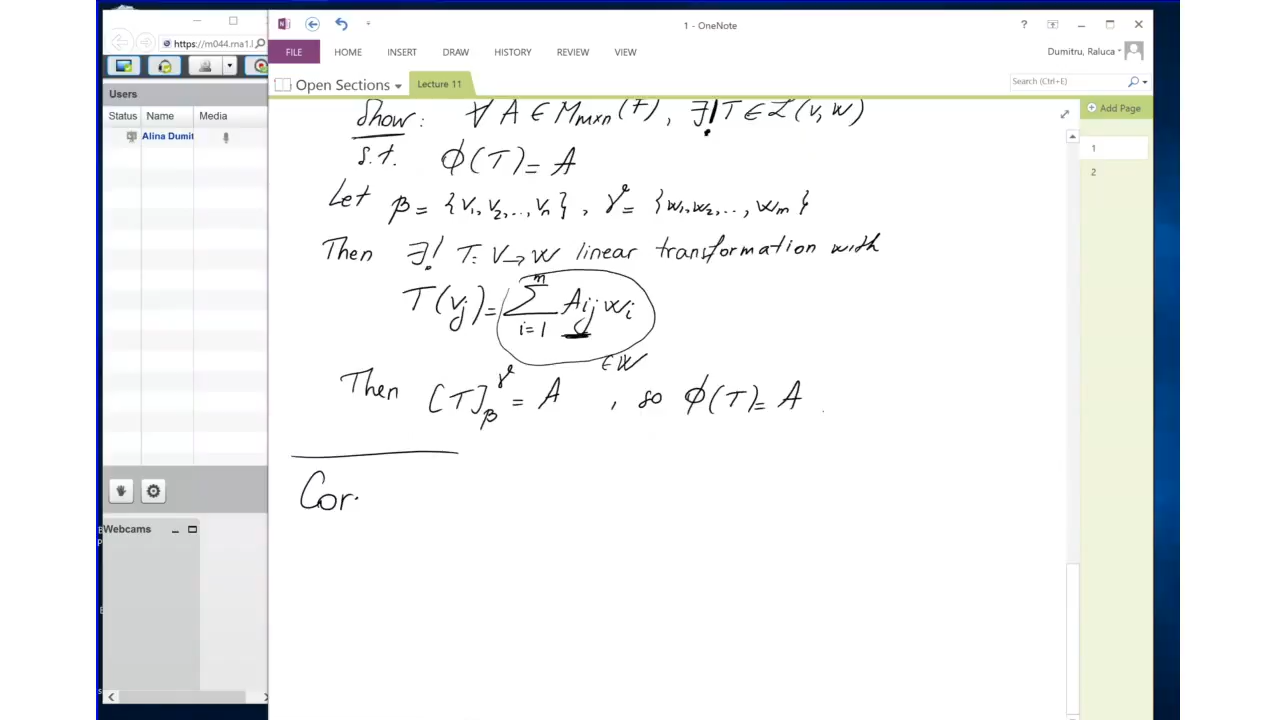 1 - OneNote
https://m044.rna1.l
FILE HOME INSERT DRAW HISTORY REVIEW VIEW
Dumitru, Raluca
Open Sections Lecture 11
Search (Ctrl+E)
Users
Status Name Media
Alina Dumit
Add Page
1
2
Show: ∀ A ∈ Mmxn (F), ∃! T ∈ ℒ(V, W)
s.t. ϕ(T) = A
Let β = {v1, v2, ..., vn}, γ = {w1, w2, ..., wm}
Then ∃! T: V → W linear transformation with
T(vj) = ∑_{i=1}^{m} Aij wi
∈ W
Then [T]_β^γ = A , so ϕ(T) = A .
Cor.
Webcams